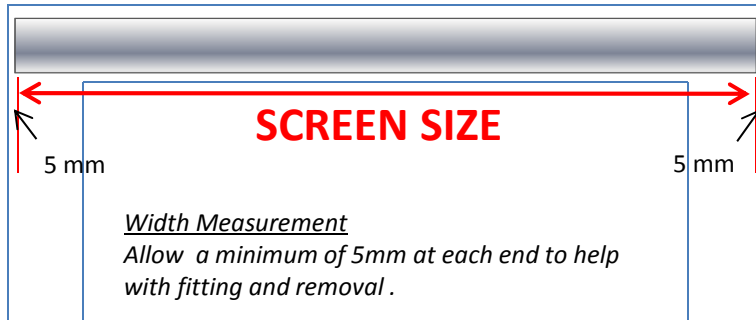 SCREEN SIZE
5 mm
5 mm
Width Measurement
Allow  a minimum of 5mm at each end to help
with fitting and removal .